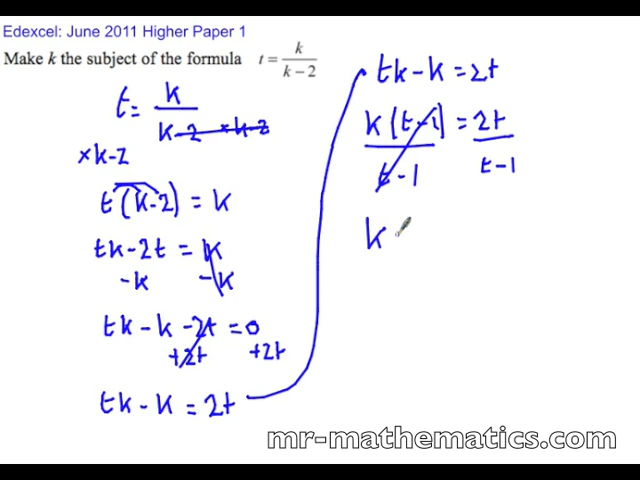 Edexcel: June 2011 Higher Paper 1
Make k the subject of the formula t = k / (k − 2)
t = k / (k-2) ×k-2
×k-2
t(k-2) = k
tk - 2t = k
-k -k
tk - k - 2t = 0
+2t +2t
tk - k = 2t
tk - k = 2t
k(t-1) = 2t
t-1 t-1
k
mr-mathematics.com